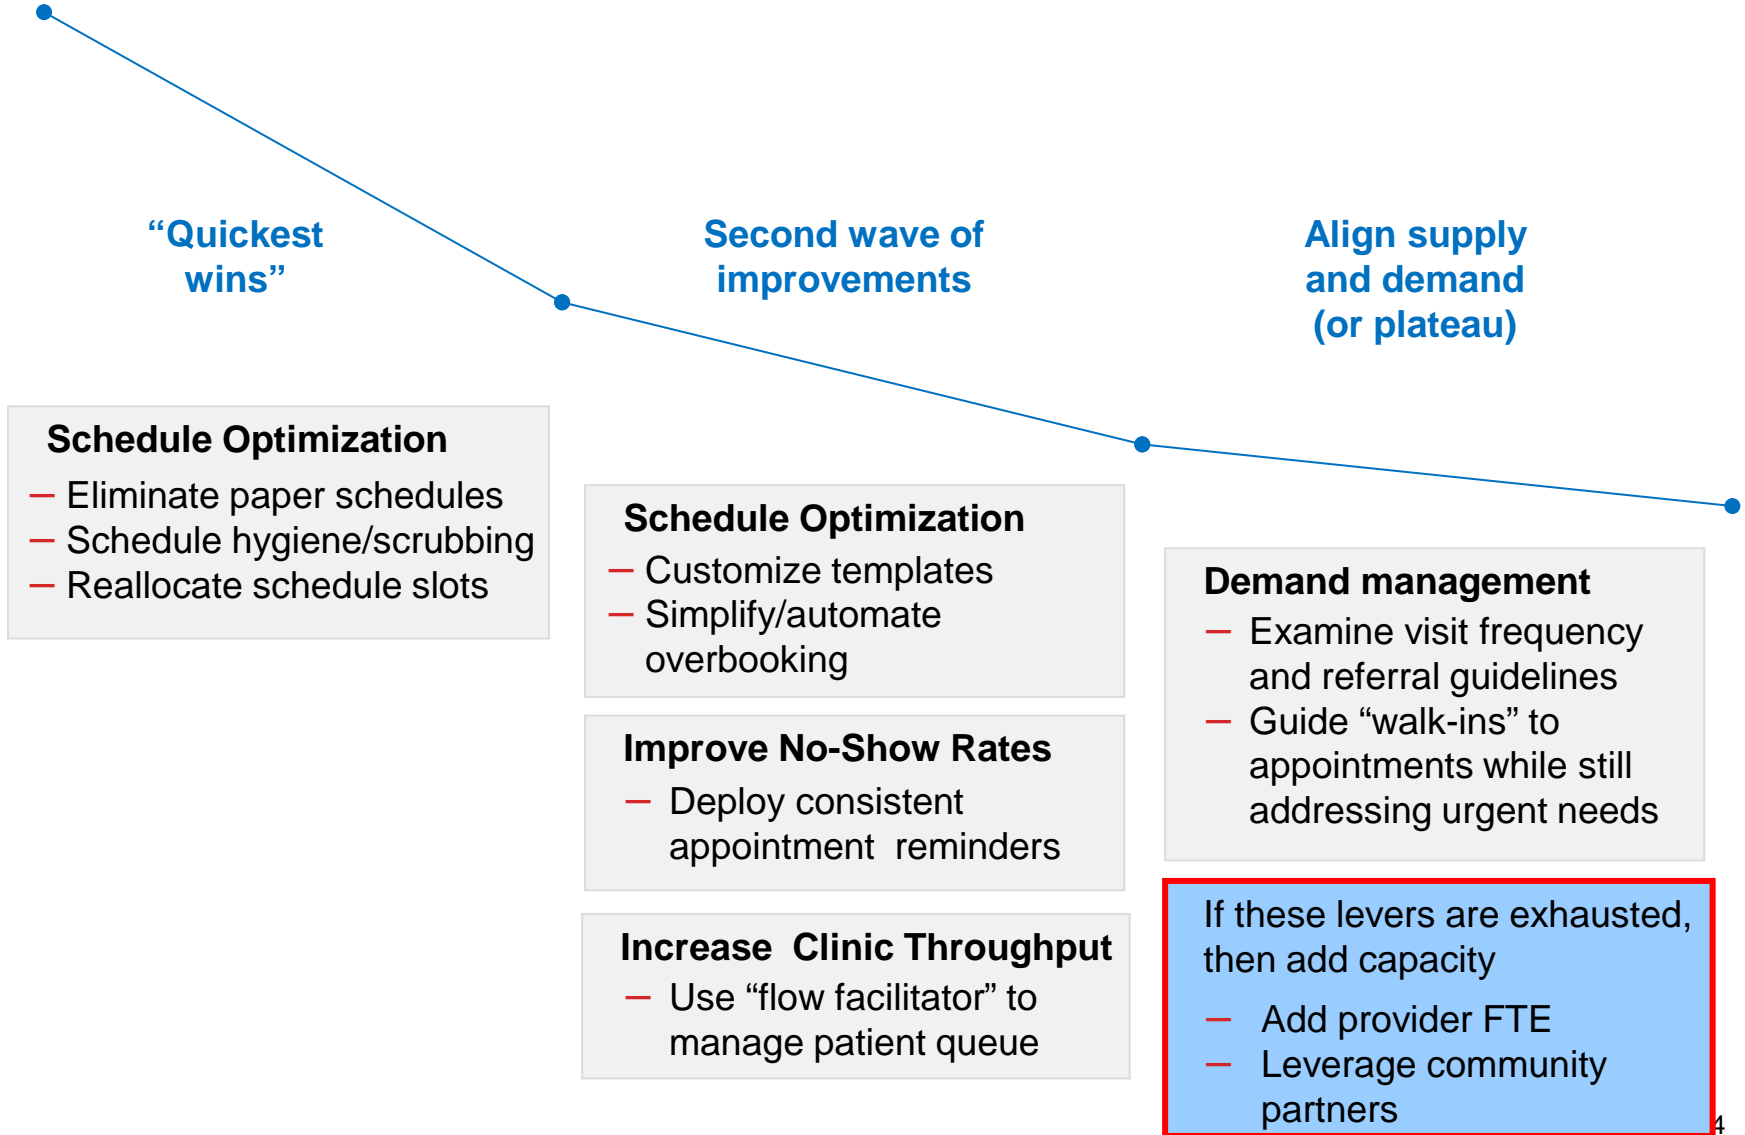 “Quickest
wins”
Second wave of
improvements
Align supply
and demand
(or plateau)
Schedule Optimization
– Eliminate paper schedules
– Schedule hygiene/scrubbing
– Reallocate schedule slots
Schedule Optimization
– Customize templates
– Simplify/automate
overbooking
Improve No-Show Rates
– Deploy consistent
appointment  reminders
Increase  Clinic Throughput
– Use “flow facilitator” to
manage patient queue
Demand management
– Examine visit frequency
and referral guidelines
– Guide “walk-ins” to
appointments while still
addressing urgent needs
If these levers are exhausted,
then add capacity
– Add provider FTE
– Leverage community
partners
4